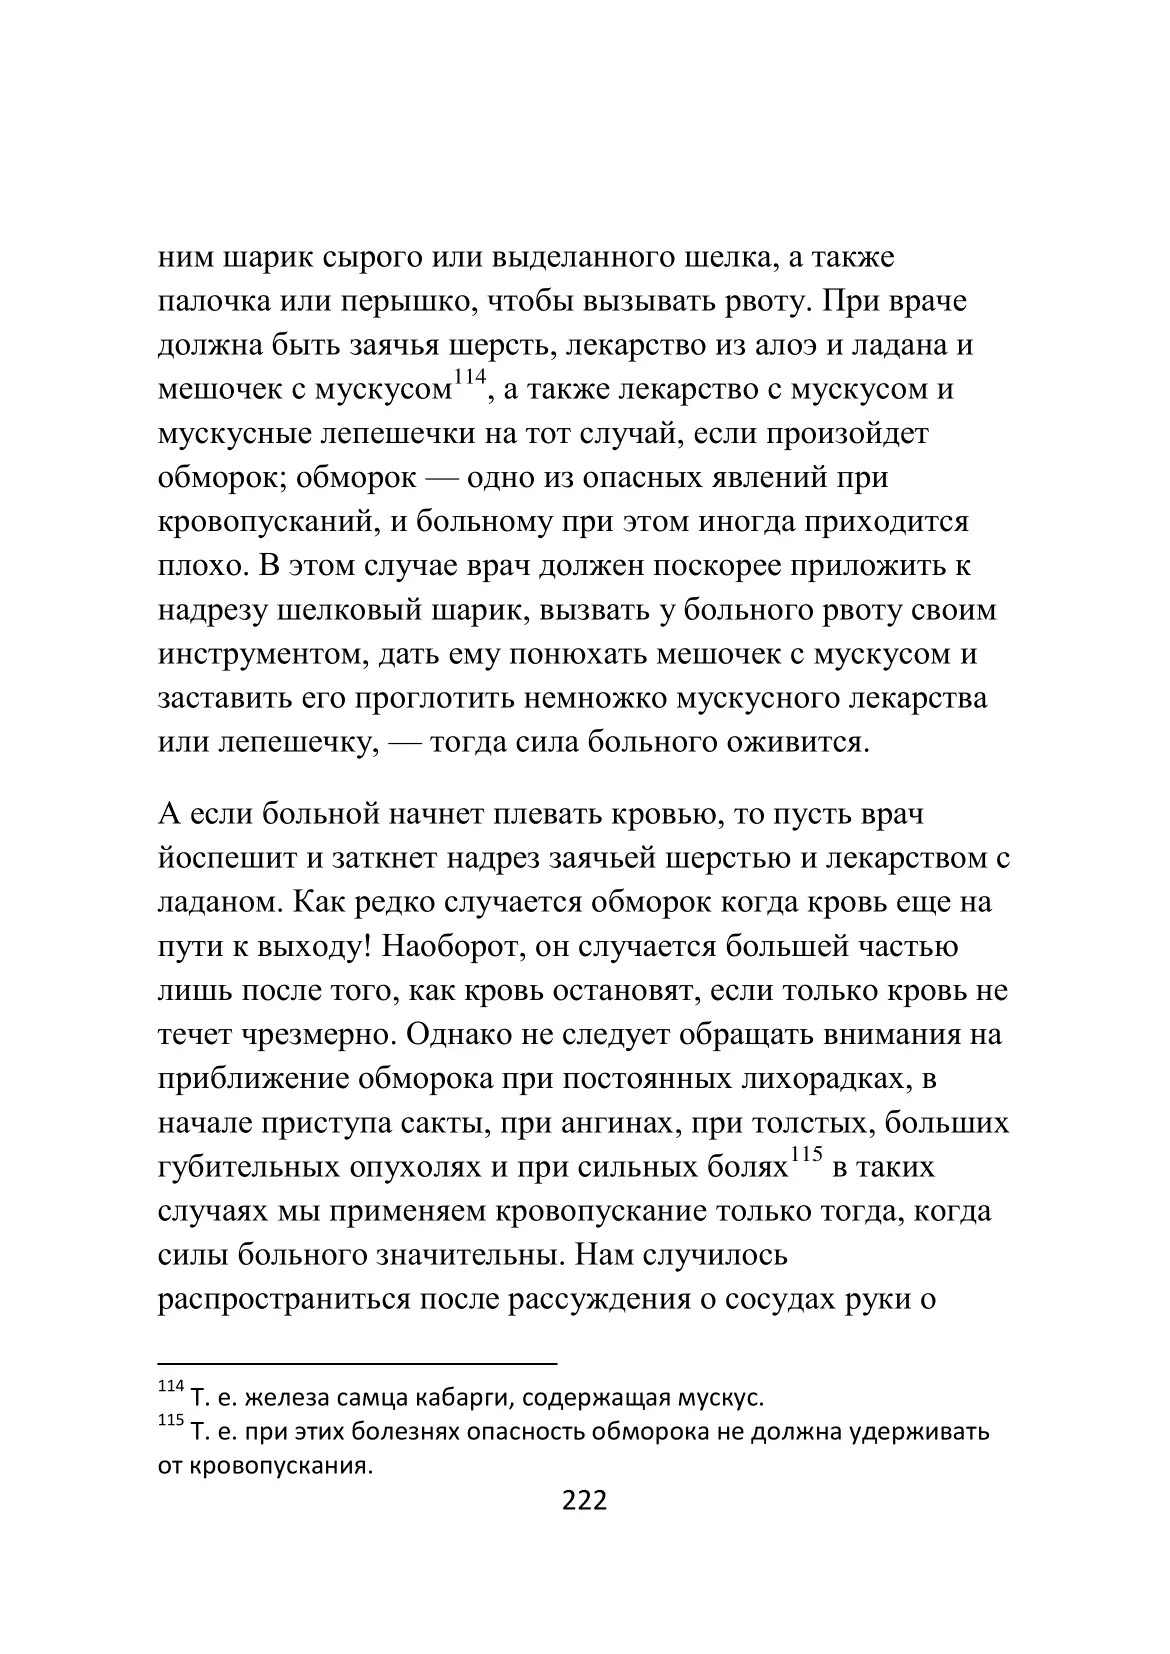 ним шарик сырого или выделанного шелка, а также
палочка или перышко, чтобы вызывать рвоту. При враче
должна быть заячья шерсть, лекарство из алоэ и ладана и
мешочек с мускусом114, а также лекарство с мускусом и
мускусные лепешечки на тот случай, если произойдет
обморок; обморок — одно из опасных явлений при
кровопусканий, и больному при этом иногда приходится
плохо. В этом случае врач должен поскорее приложить к
надрезу шелковый шарик, вызвать у больного рвоту своим
инструментом, дать ему понюхать мешочек с мускусом и
заставить его проглотить немножко мускусного лекарства
или лепешечку, — тогда сила больного оживится.
А если больной начнет плевать кровью, то пусть врач
йоспешит и заткнет надрез заячьей шерстью и лекарством с
ладаном. Как редко случается обморок когда кровь еще на
пути к выходу! Наоборот, он случается большей частью
лишь после того, как кровь остановят, если только кровь не
течет чрезмерно. Однако не следует обращать внимания на
приближение обморока при постоянных лихорадках, в
начале приступа сакты, при ангинах, при толстых, больших
губительных опухолях и при сильных болях115 в таких
случаях мы применяем кровопускание только тогда, когда
силы больного значительны. Нам случилось
распространиться после рассуждения о сосудах руки о
114 Т. е. железа самца кабарги, содержащая мускус.
115 Т. е. при этих болезнях опасность обморока не должна удерживать
от кровопускания.
222